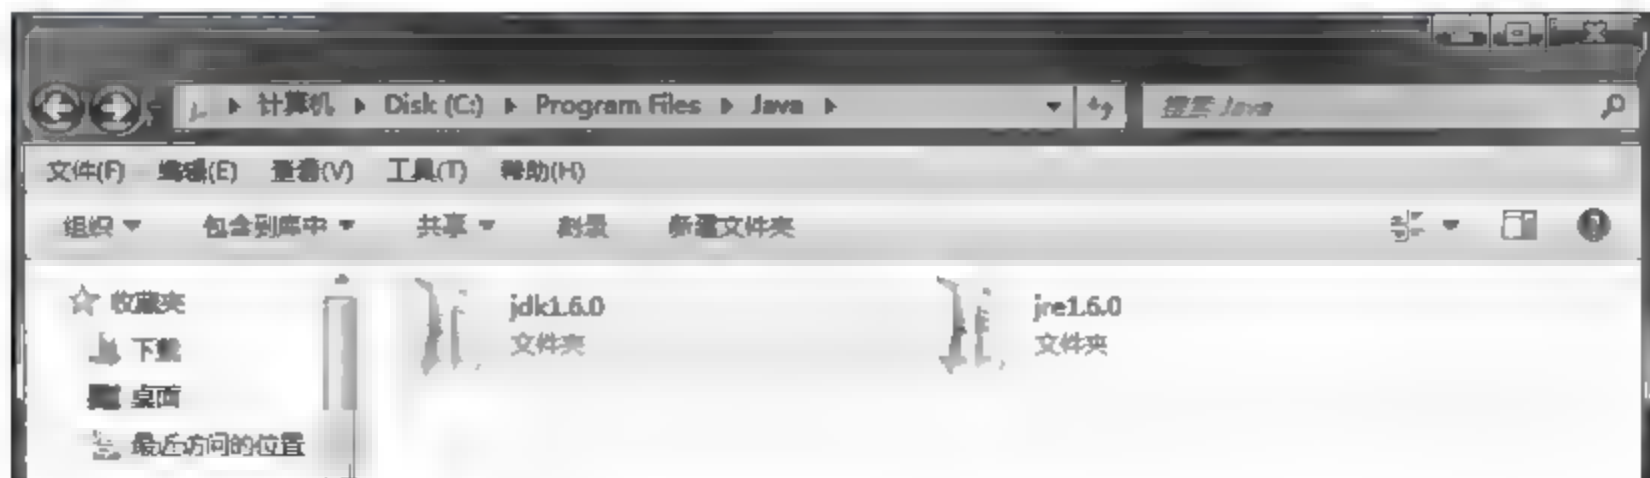 计算机 ▸ Disk (C:) ▸ Program Files ▸ Java ▸ 搜索 Java
文件(F) 编辑(E) 查看(V) 工具(T) 帮助(H)
组织 包含到库中 共享 刻录 新建文件夹
收藏夹
下载
桌面
最近访问的位置
jdk1.6.0
文件夹
jre1.6.0
文件夹